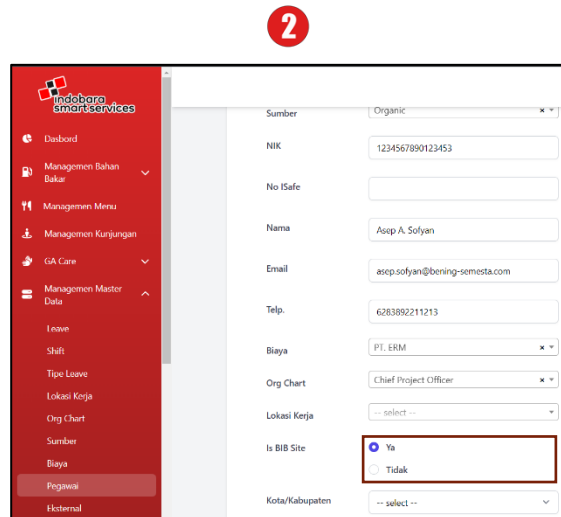 2
indobara
smart services
Dasbord
Managemen Bahan
Bakar
Managemen Menu
Managemen Kunjungan
GA Care
Managemen Master
Data
Leave
Shift
Tipe Leave
Lokasi Kerja
Org Chart
Sumber
Biaya
Pegawai
Eksternal
Sumber
Organic
NIK
1234567890123453
No ISafe
Nama
Asep A. Sofyan
Email
asep.sofyan@bening-semesta.com
Telp.
6283892211213
Biaya
PT. ERM
Org Chart
Chief Project Officer
Lokasi Kerja
-- select --
Is BIB Site
Ya
Tidak
Kota/Kabupaten
-- select --